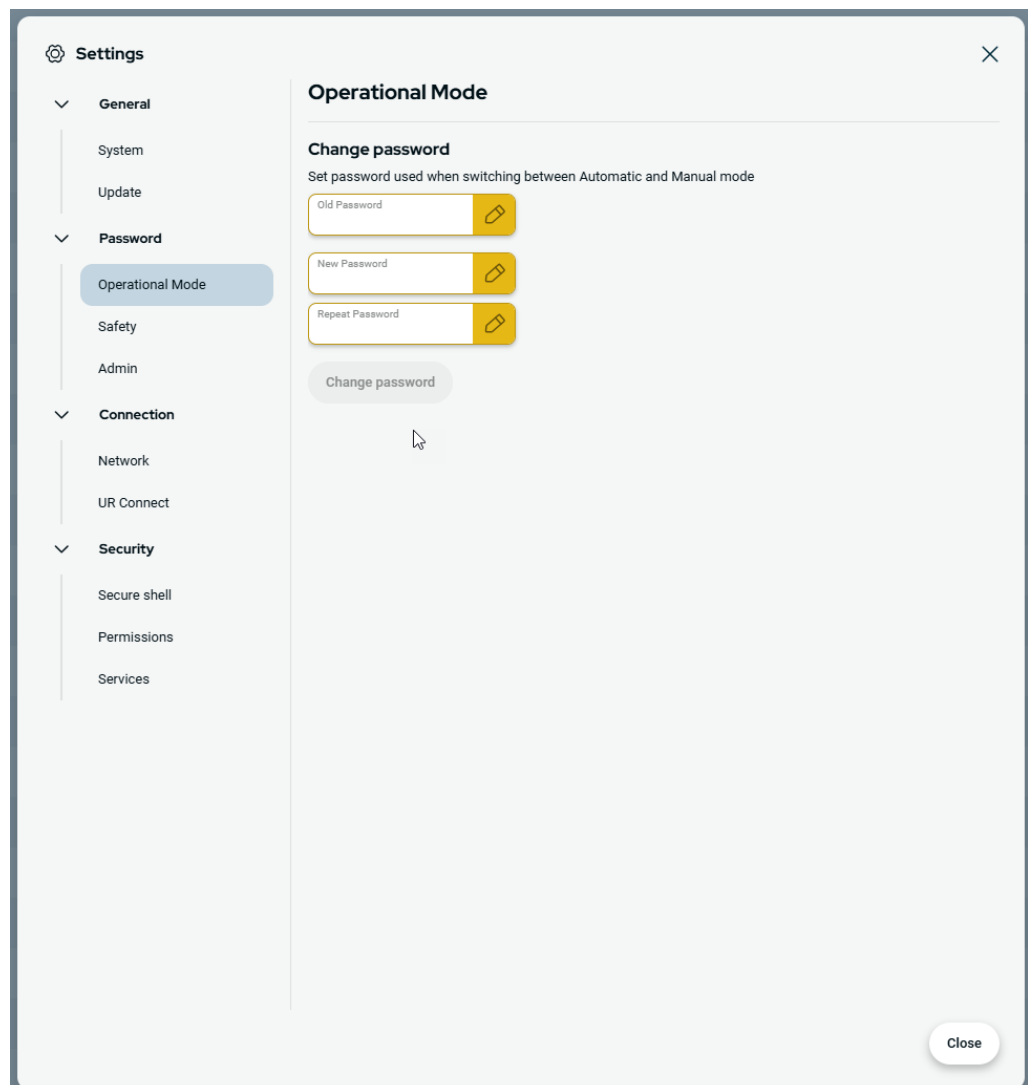 Settings
General
System
Update
Password
Operational Mode
Safety
Admin
Connection
Network
UR Connect
Security
Secure shell
Permissions
Services
Operational Mode
Change password
Set password used when switching between Automatic and Manual mode
Old Password
New Password
Repeat Password
Change password
Close